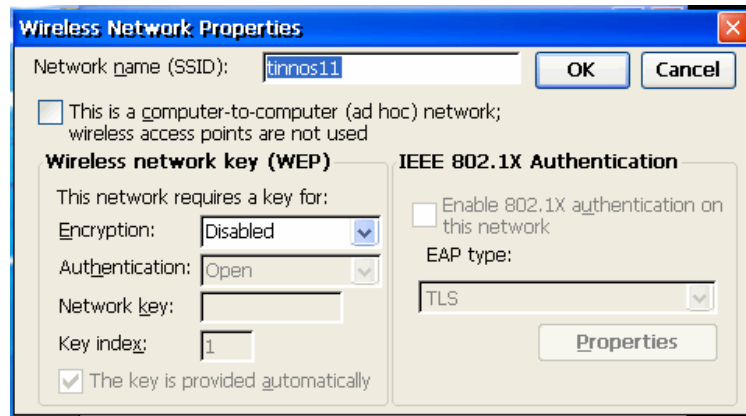 Wireless Network Properties
Network name (SSID): tinnos11 OK Cancel
This is a computer-to-computer (ad hoc) network;
wireless access points are not used
Wireless network key (WEP)
This network requires a key for:
Encryption: Disabled
Authentication: Open
Network key:
Key index: 1
The key is provided automatically
IEEE 802.1X Authentication
Enable 802.1X authentication on
this network
EAP type:
TLS
Properties